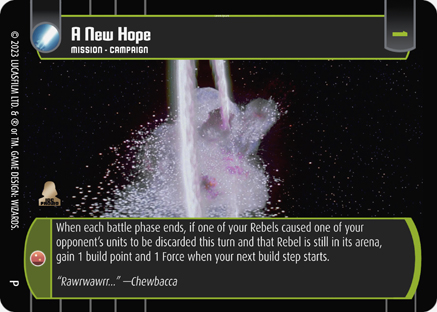 A New Hope
MISSION • CAMPAIGN
When each battle phase ends, if one of your Rebels caused one of
your opponent's units to be discarded this turn and that Rebel is still in its arena,
gain 1 build point and 1 Force when your next build step starts.
"Rawrwawrr..." —Chewbacca
© 2023 LUCASFILM LTD. & ® or TM. GAME DESIGN: WIZARDS.
P